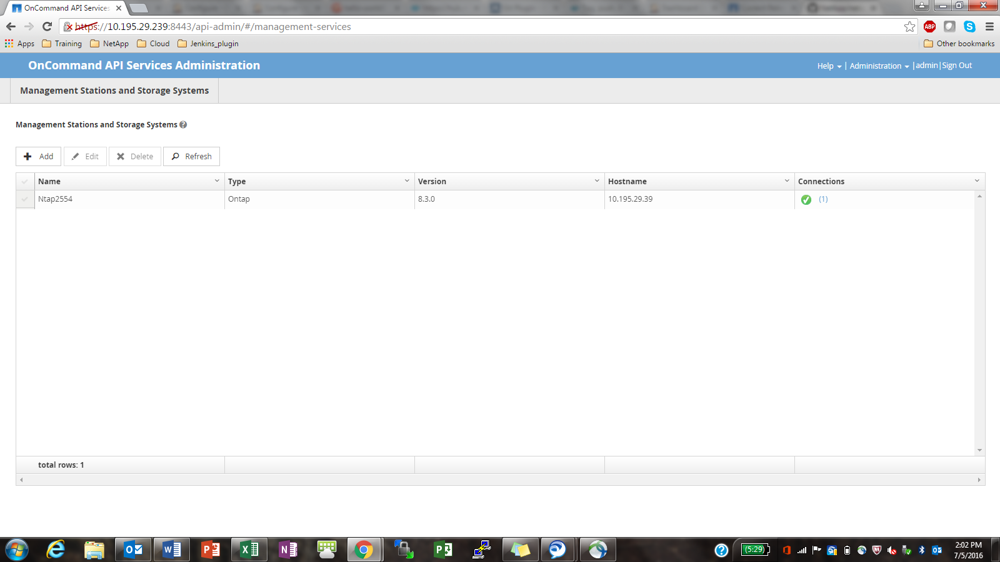 OnCommand API Services
https://10.195.29.239:8443/api-admin/#/management-services
ABP
Apps Training NetApp Cloud Jenkins_plugin Other bookmarks
OnCommand API Services Administration
Help | Administration |admin|Sign Out
Management Stations and Storage Systems
Management Stations and Storage Systems ?
Add Edit Delete Refresh
Name Type Version Hostname Connections
Ntap2554 Ontap 8.3.0 10.195.29.39 (1)
total rows: 1
(5:29)
2:02 PM
7/5/2016